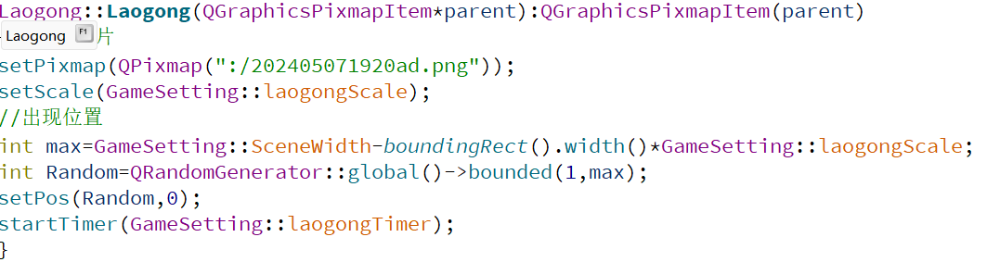 Laogong::Laogong(QGraphicsPixmapItem*parent):QGraphicsPixmapItem(parent)
Laogong F1 片
setPixmap(QPixmap(":/202405071920ad.png"));
setScale(GameSetting::laogongScale);
//出现位置
int max=GameSetting::SceneWidth-boundingRect().width()*GameSetting::laogongScale;
int Random=QRandomGenerator::global()->bounded(1,max);
setPos(Random,0);
startTimer(GameSetting::laogongTimer);
}